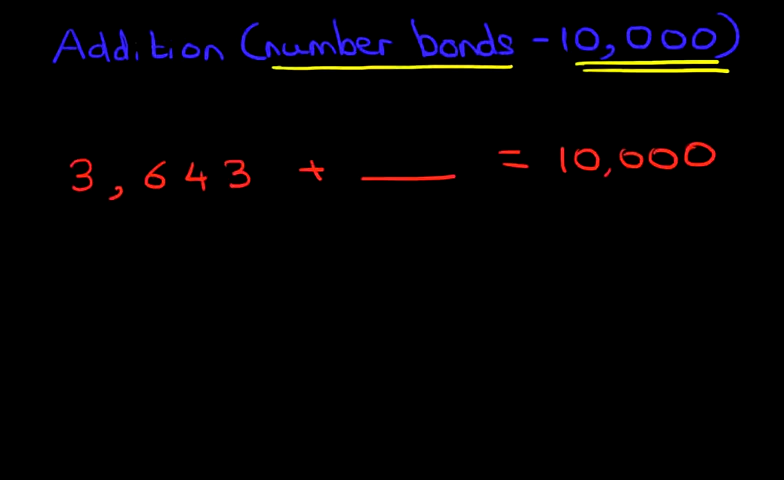 Addition (number bonds - 10,000)
3,643 + ___ = 10,000